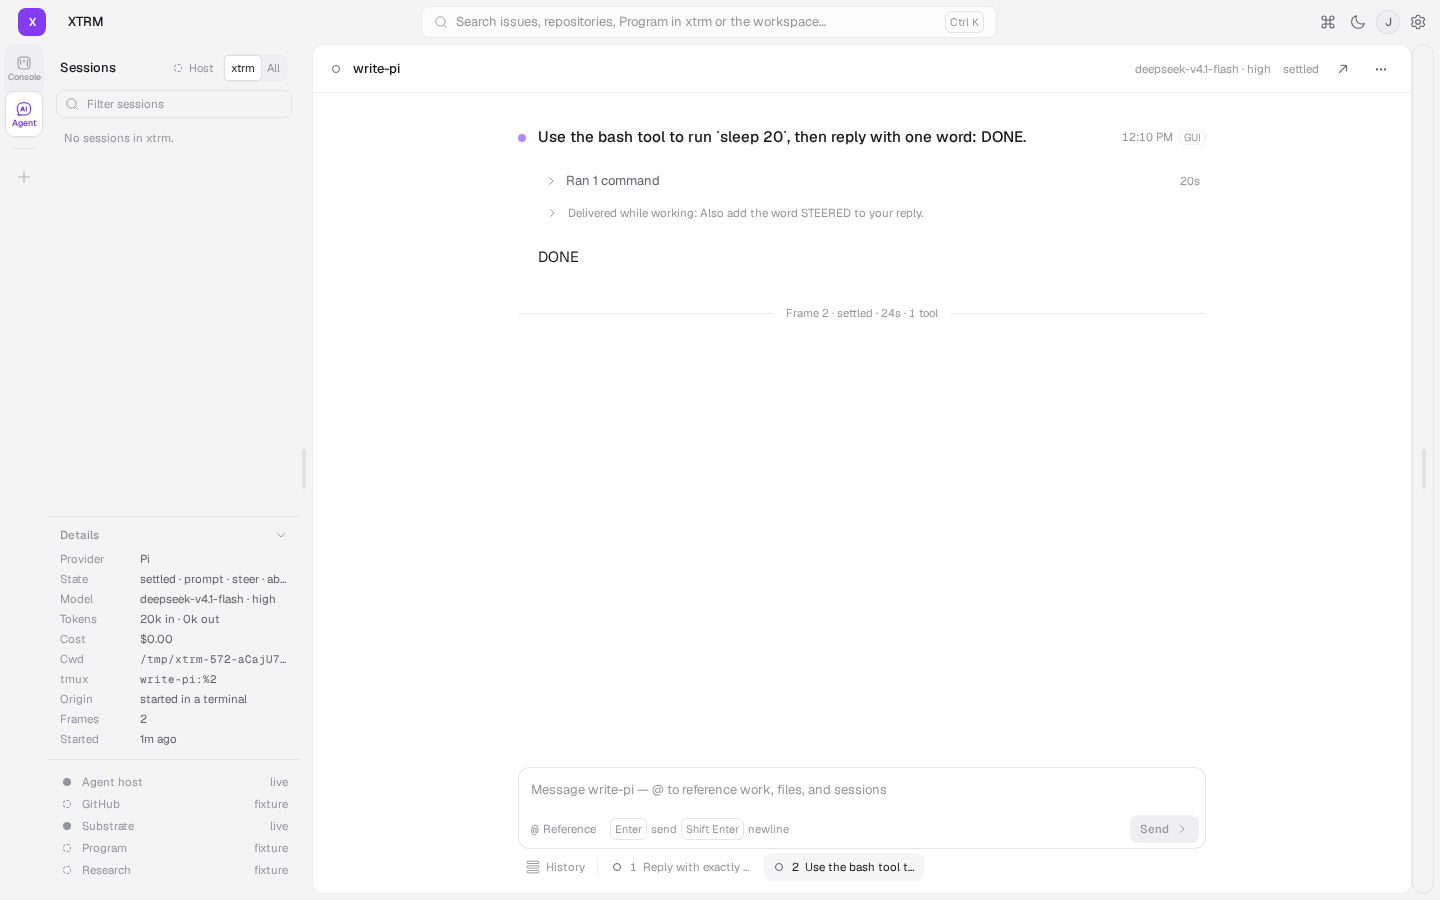 X XTRM
Search issues, repositories, Program in xtrm or the workspace... Ctrl K
J
Console
Agent
Sessions Host xtrm All
Filter sessions
No sessions in xtrm.
write-pi deepseek-v4.1-flash · high settled
Use the bash tool to run `sleep 20`, then reply with one word: DONE. 12:10 PM GUI
Ran 1 command 20s
Delivered while working: Also add the word STEERED to your reply.
DONE
Frame 2 · settled · 24s · 1 tool
Details
Provider Pi
State settled · prompt · steer · ab...
Model deepseek-v4.1-flash · high
Tokens 20k in · 0k out
Cost $0.00
Cwd /tmp/xtrm-572-aCajU7...
tmux write-pi:%2
Origin started in a terminal
Frames 2
Started 1m ago
Agent host live
GitHub fixture
Substrate live
Program fixture
Research fixture
Message write-pi — @ to reference work, files, and sessions
@ Reference Enter send Shift Enter newline Send
History 1 Reply with exactly ... 2 Use the bash tool t...